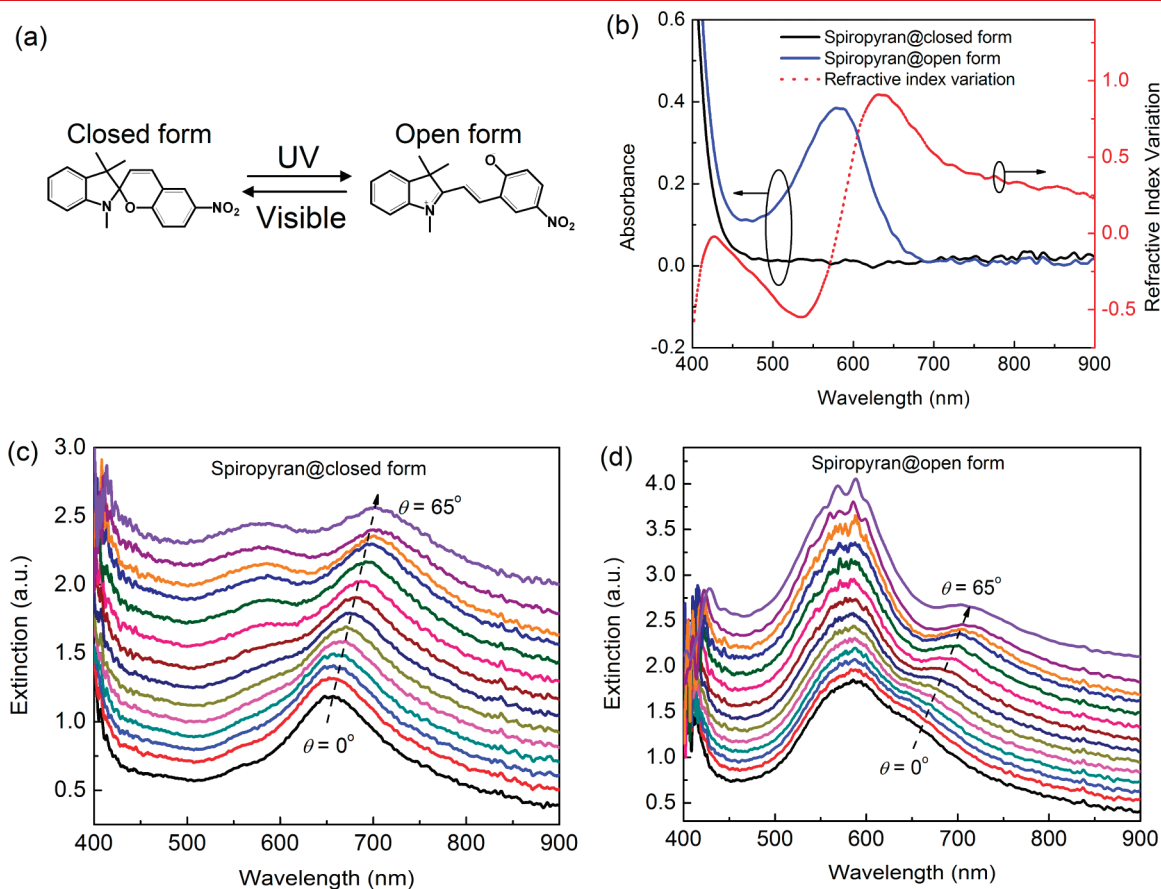 (a)
Closed form
Open form
UV
Visible
N
O
NO2
O
N+
NO2
(b)
Spiropyran@closed form
Spiropyran@open form
Refractive index variation
0.6
0.4
0.2
0.0
-0.2
Absorbance
1.0
0.5
0.0
-0.5
Refractive Index Variation
400 500 600 700 800 900
Wavelength (nm)
(c)
Spiropyran@closed form
θ = 65°
θ = 0°
3.0
2.5
2.0
1.5
1.0
0.5
Extinction (a.u.)
400 500 600 700 800 900
Wavelength (nm)
(d)
Spiropyran@open form
θ = 65°
θ = 0°
4.0
3.5
3.0
2.5
2.0
1.5
1.0
0.5
Extinction (a.u.)
400 500 600 700 800 900
Wavelength (nm)